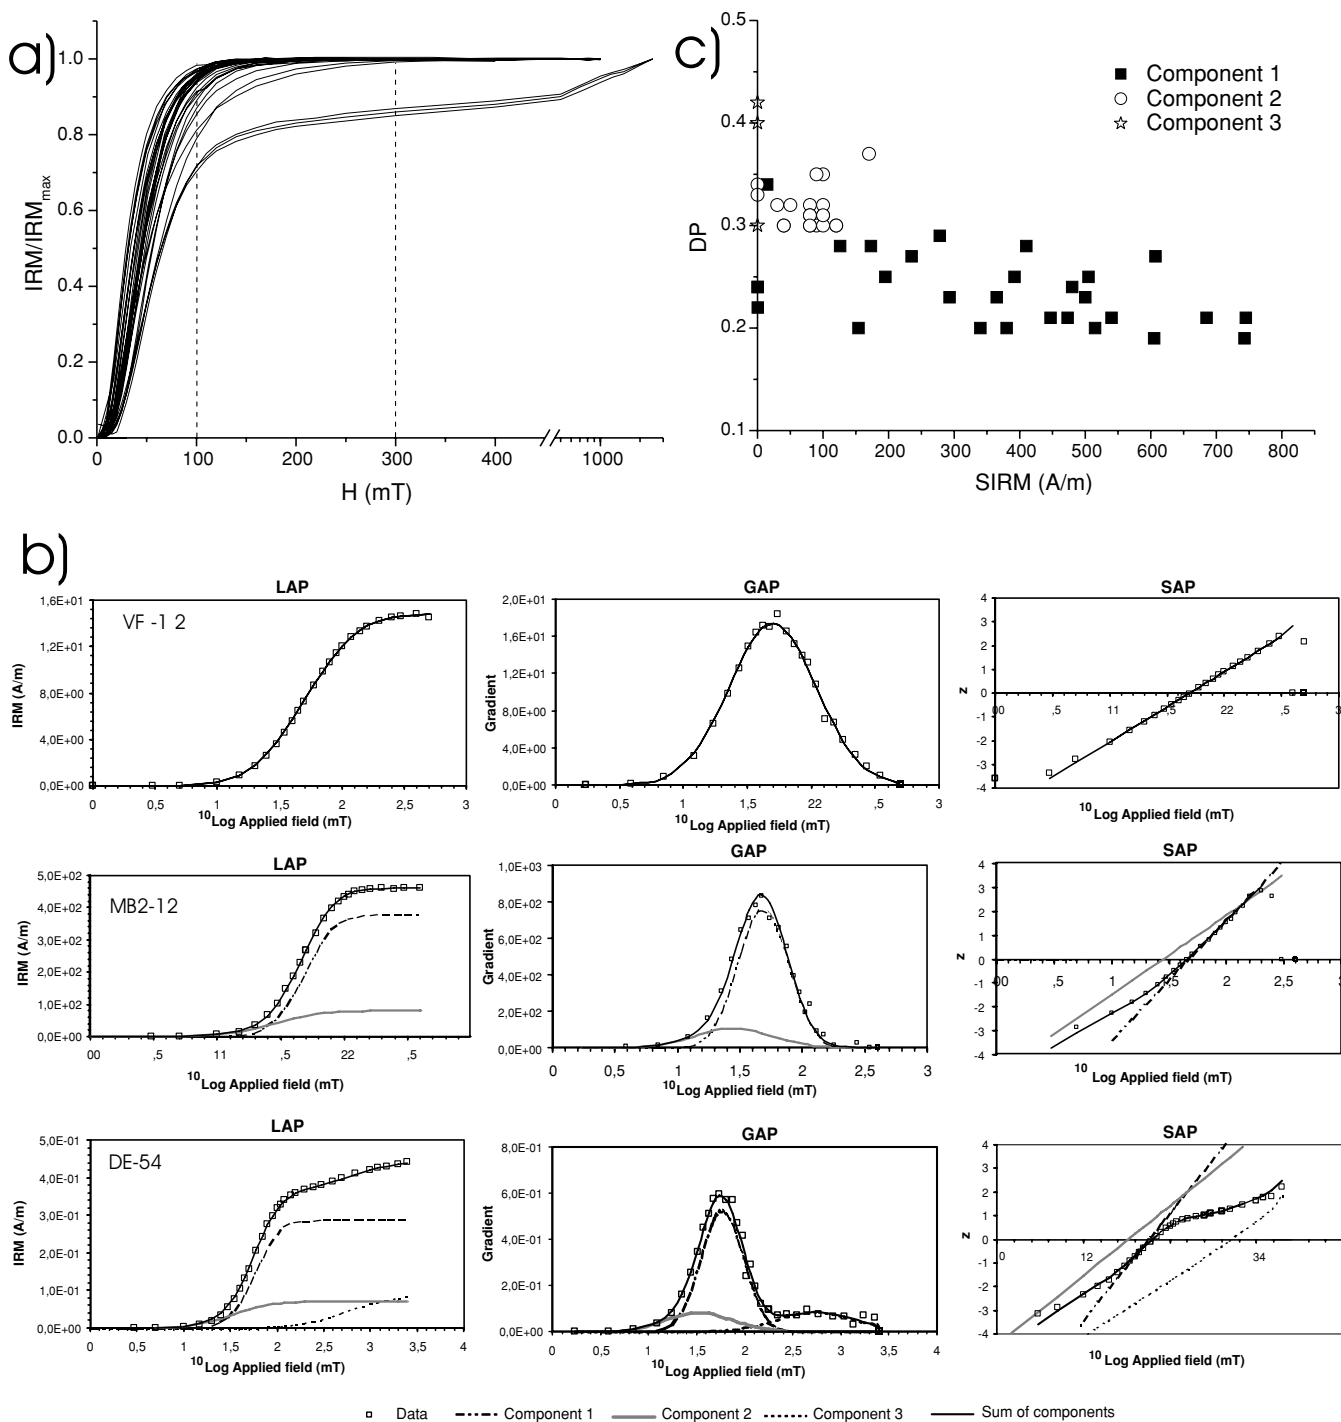 a)
IRM/IRMmax
1.0
0.8
0.6
0.4
0.2
0.0
0 100 200 300 400 1000
H (mT)
c)
DP
0.5
0.4
0.3
0.2
0.1
0 100 200 300 400 500 600 700 800
SIRM (A/m)
Component 1
Component 2
Component 3
b)
LAP
VF -1 2
IRM (A/m)
1,6E+01
1,2E+01
8,0E+00
4,0E+00
0,0E+00
0 0,5 1 1,5 2 2,5 3
10Log Applied field (mT)
GAP
Gradient
2,0E+01
1,6E+01
1,2E+01
8,0E+00
4,0E+00
0,0E+00
0 0,5 1 1,5 22 ,5 3
10Log Applied field (mT)
SAP
z
4
3
2
1
0
-1
-2
-3
-4
00 ,5 11 ,5 22 ,5 3
10Log Applied field (mT)
LAP
MB2-12
IRM (A/m)
5,0E+02
4,0E+02
3,0E+02
2,0E+02
1,0E+02
0,0E+00
00 ,5 11 ,5 22 ,5
10Log Applied field (mT)
GAP
Gradient
1,0E+03
8,0E+02
6,0E+02
4,0E+02
2,0E+02
0,0E+00
0 0,5 1 1,5 2 2,5 3
10Log Applied field (mT)
SAP
z
4
3
2
1
0
-1
-2
-3
-4
00 ,5 1 1,5 2 2,5 3
10Log Applied field (mT)
LAP
DE-54
IRM (A/m)
5,0E-01
4,0E-01
3,0E-01
2,0E-01
1,0E-01
0,0E+00
0 0,5 1 1,5 2 2,5 3 3,5 4
10Log Applied field (mT)
GAP
Gradient
8,0E-01
6,0E-01
4,0E-01
2,0E-01
0,0E+00
0 0,5 1 1,5 2 2,5 3 3,5 4
10Log Applied field (mT)
SAP
z
4
3
2
1
0
-1
-2
-3
-4
0 12 34
10 Log Applied field (mT)
Data Component 1 Component 2 Component 3 Sum of components